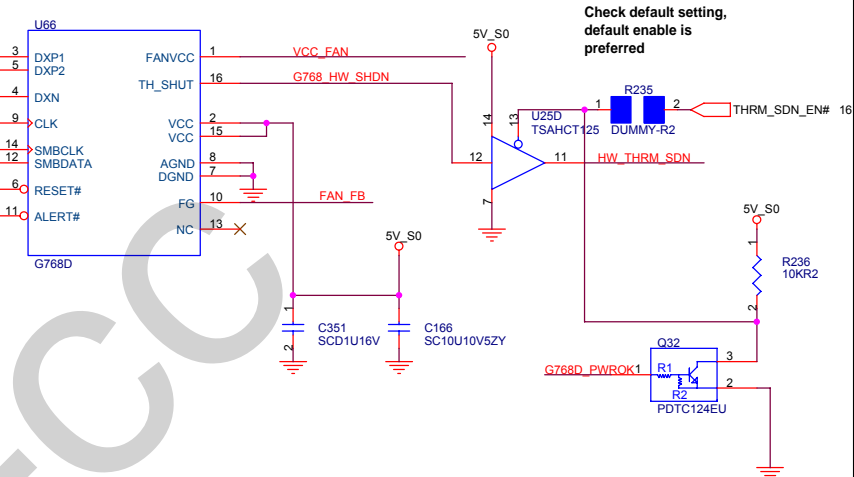 Check default setting,
default enable is
preferred
U66
3 DXP1
5 DXP2
4 DXN
9 CLK
14 SMBCLK
12 SMBDATA
6 RESET#
11 ALERT#
FANVCC 1 VCC_FAN
TH_SHUT 16 G768_HW_SHDN
VCC 2
VCC 15
AGND 8
DGND 7
FG 10 FAN_FB
NC 13
G768D
5V_S0
14
13
U25D
TSAHCT125
12
11 HW_THRM_SDN
7
R235
1 2
DUMMY-R2
THRM_SDN_EN# 16
5V_S0
1
R236
10KR2
2
5V_S0
1
C351
SCD1U16V
2
C166
SC10U10V5ZY
Q32
G768D_PWROK 1
R1
R2
3
2
PDTC124EU
CC